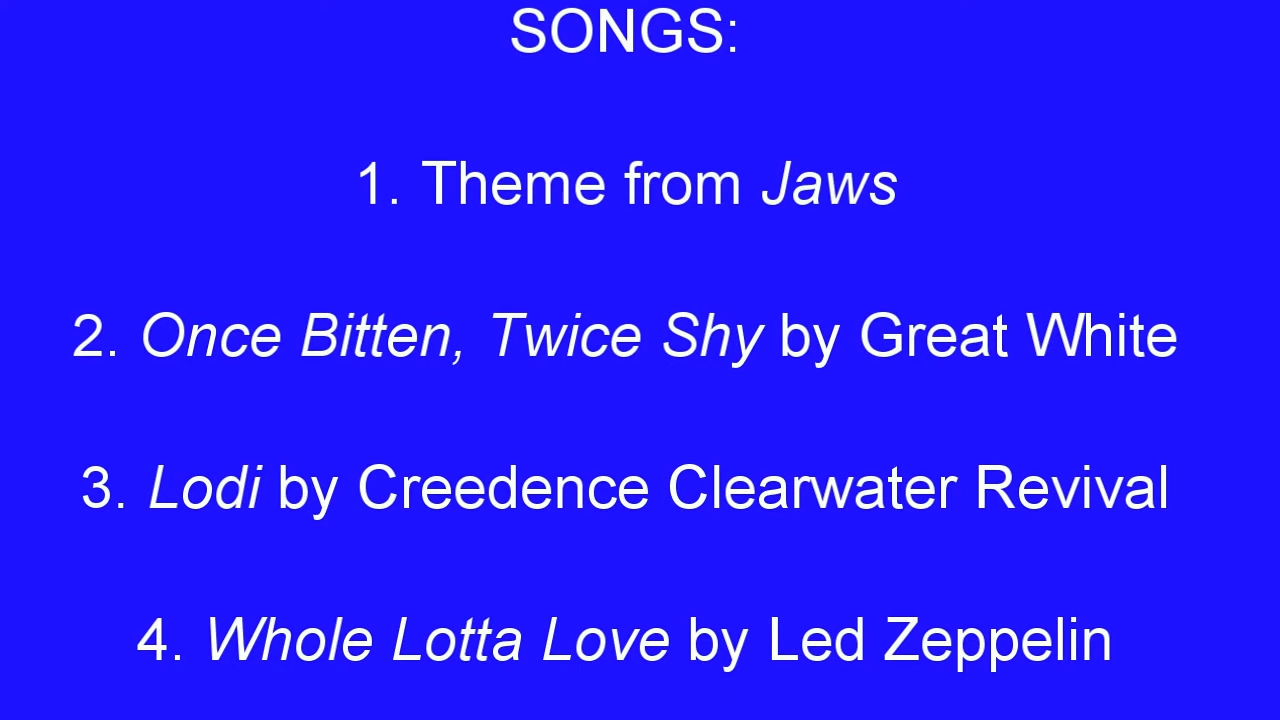 SONGS:
1. Theme from Jaws
2. Once Bitten, Twice Shy by Great White
3. Lodi by Creedence Clearwater Revival
4. Whole Lotta Love by Led Zeppelin